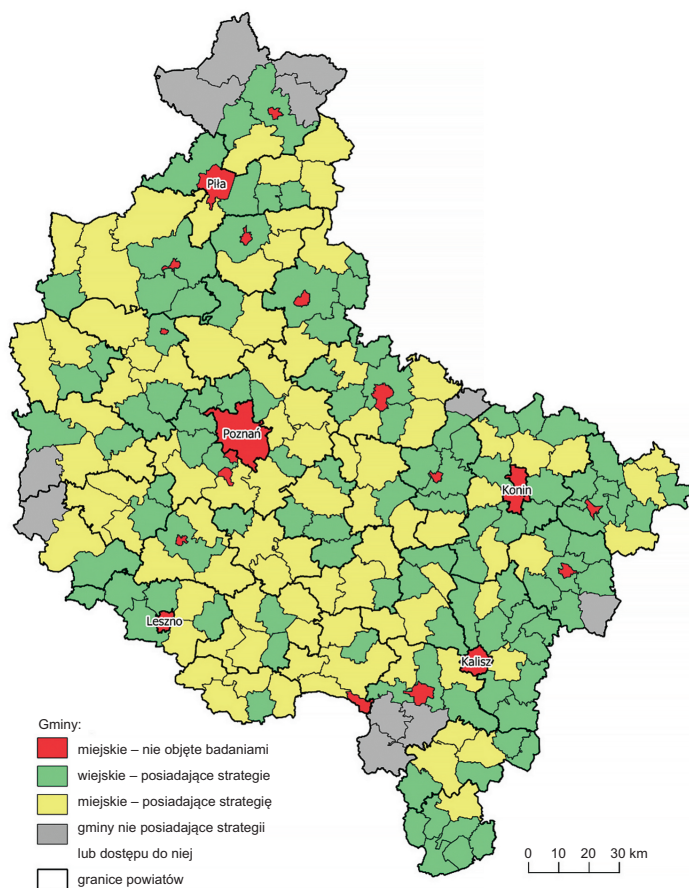 Piła
Poznań
Konin
Leszno
Kalisz
Gminy:
miejskie – nie objęte badaniami
wiejskie – posiadające strategie
miejskie – posiadające strategię
gminy nie posiadające strategii
lub dostępu do niej
granice powiatów
0 10 20 30 km